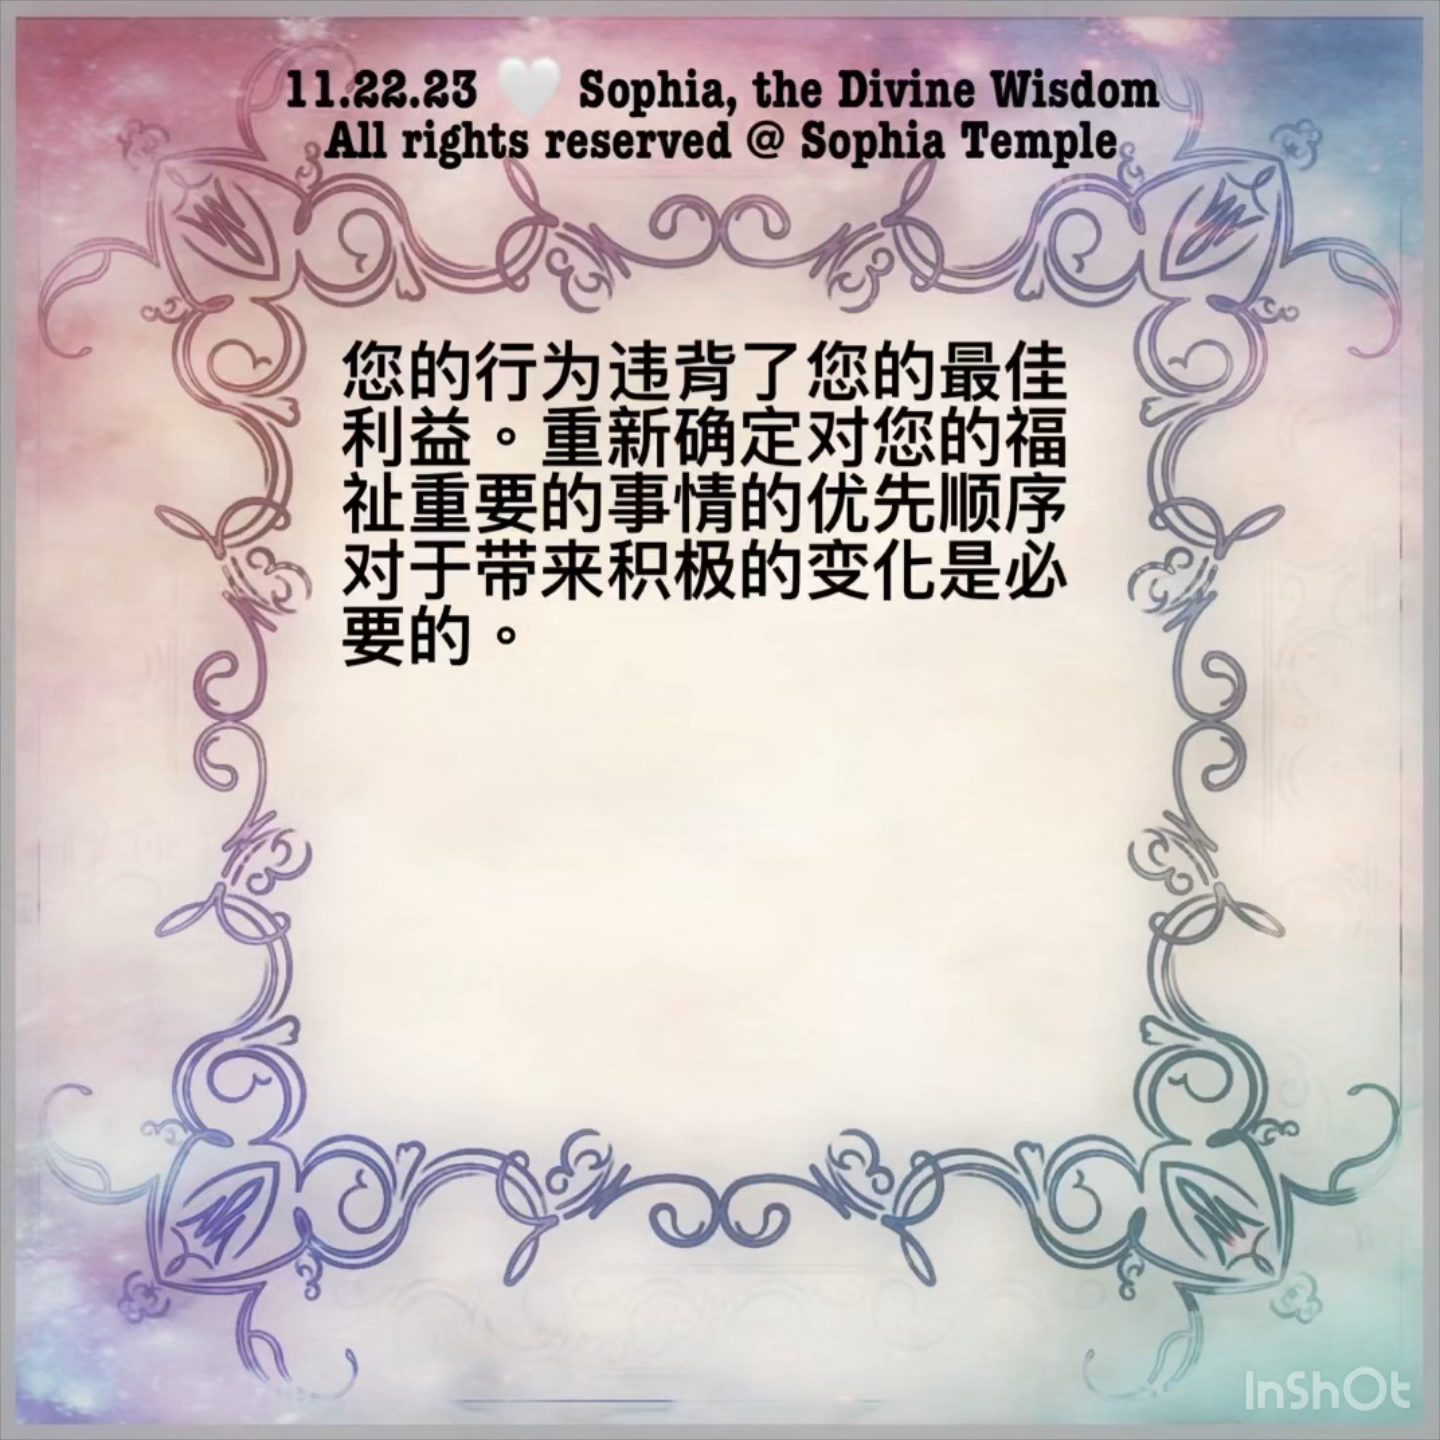 11.22.23 🤍 Sophia, the Divine Wisdom
All rights reserved @ Sophia Temple
您的行为违背了您的最佳
利益。重新确定对您的福
祉重要的事情的优先顺序
对于带来积极的变化是必
要的。
InShOt